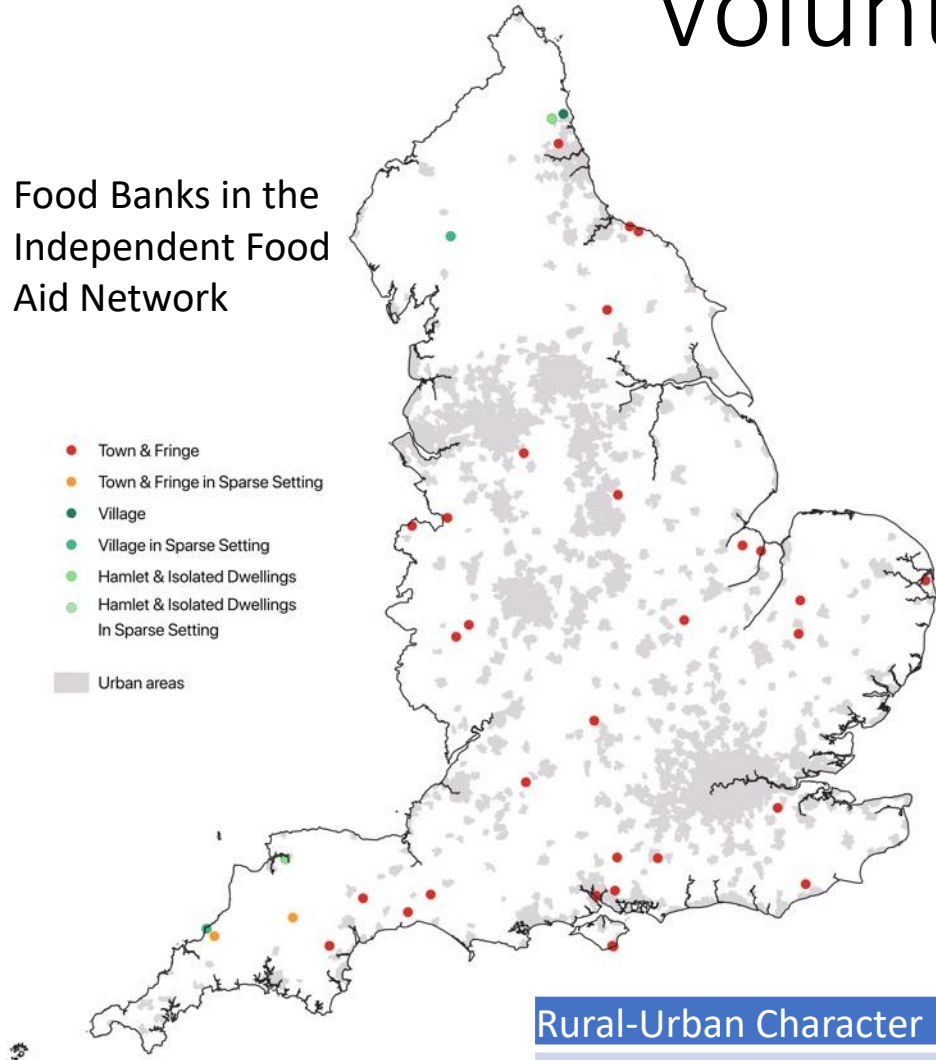 Volunt
Food Banks in the
Independent Food
Aid Network
Town & Fringe
Town & Fringe in Sparse Setting
Village
Village in Sparse Setting
Hamlet & Isolated Dwellings
Hamlet & Isolated Dwellings
In Sparse Setting
Urban areas
Rural-Urban Character